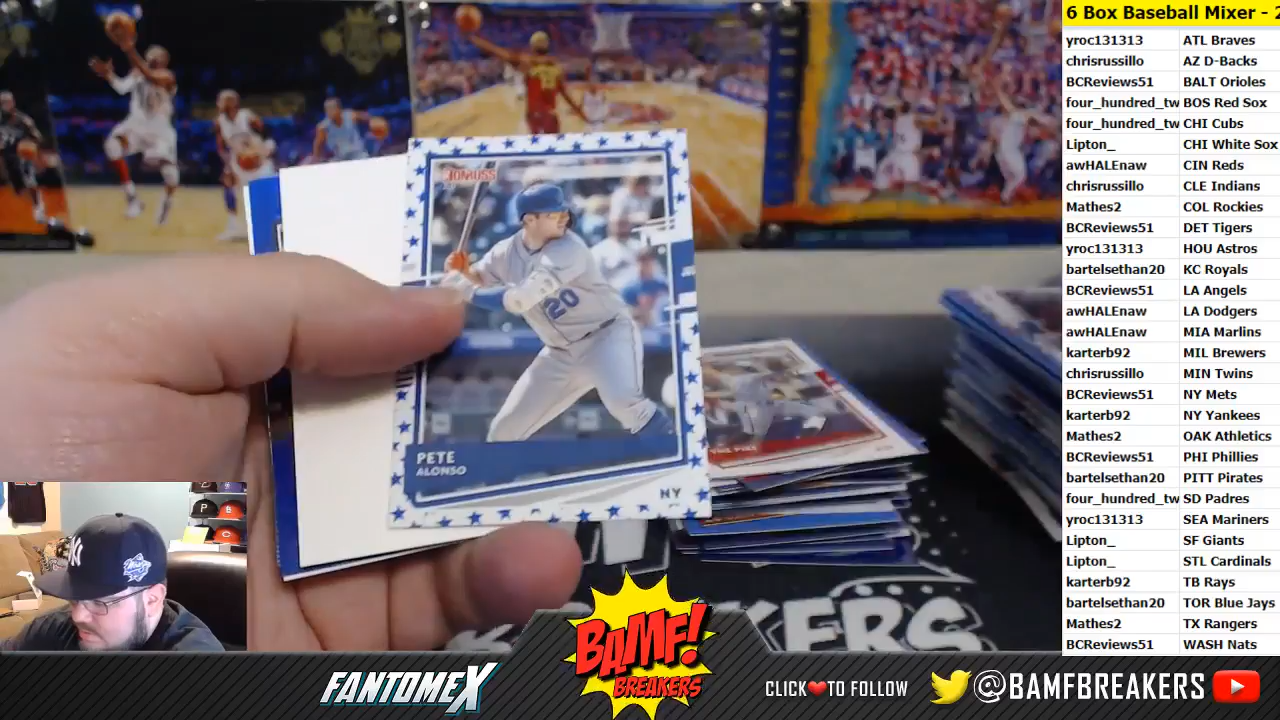 6 Box Baseball Mixer - 2
yroc131313 ATL Braves
chrisrussillo AZ D-Backs
BCReviews51 BALT Orioles
four_hundred_tw BOS Red Sox
four_hundred_tw CHI Cubs
Lipton_ CHI White Sox
awHALEnaw CIN Reds
chrisrussillo CLE Indians
Mathes2 COL Rockies
BCReviews51 DET Tigers
yroc131313 HOU Astros
bartelsethan20 KC Royals
BCReviews51 LA Angels
awHALEnaw LA Dodgers
awHALEnaw MIA Marlins
karterb92 MIL Brewers
chrisrussillo MIN Twins
BCReviews51 NY Mets
karterb92 NY Yankees
Mathes2 OAK Athletics
BCReviews51 PHI Phillies
bartelsethan20 PITT Pirates
four_hundred_tw SD Padres
yroc131313 SEA Mariners
Lipton_ SF Giants
Lipton_ STL Cardinals
karterb92 TB Rays
bartelsethan20 TOR Blue Jays
Mathes2 TX Rangers
BCReviews51 WASH Nats
DONRUSS
20
PETE
ALONSO
NY
KERS
FANTOMEX
BAMF!
BREAKERS
CLICK TO FOLLOW
@BAMFBREAKERS